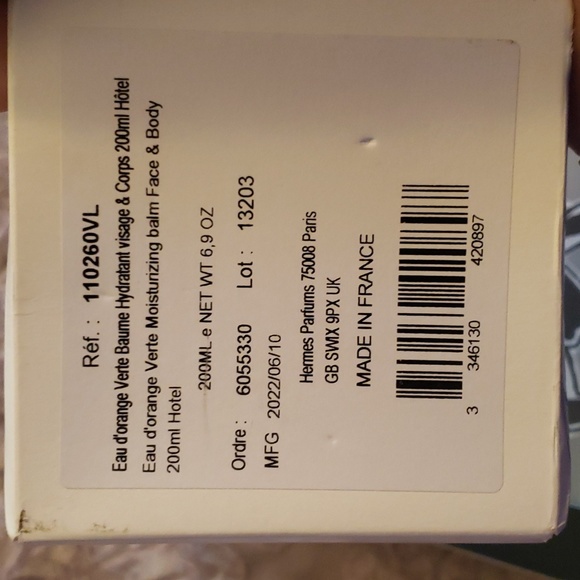 Réf. : 110260VL
Eau d'orange Verte Baume Hydratant visage & Corps 200ml Hôtel
Eau d'orange Verte Moisturizing balm Face & Body
200ml Hotel
200ML e NET WT 6,9 OZ
Ordre : 6055330 Lot : 13203
MFG 2022/06/10
Hermes Parfums 75008 Paris
GB SWIX 9PX UK
MADE IN FRANCE
3 346130 420897